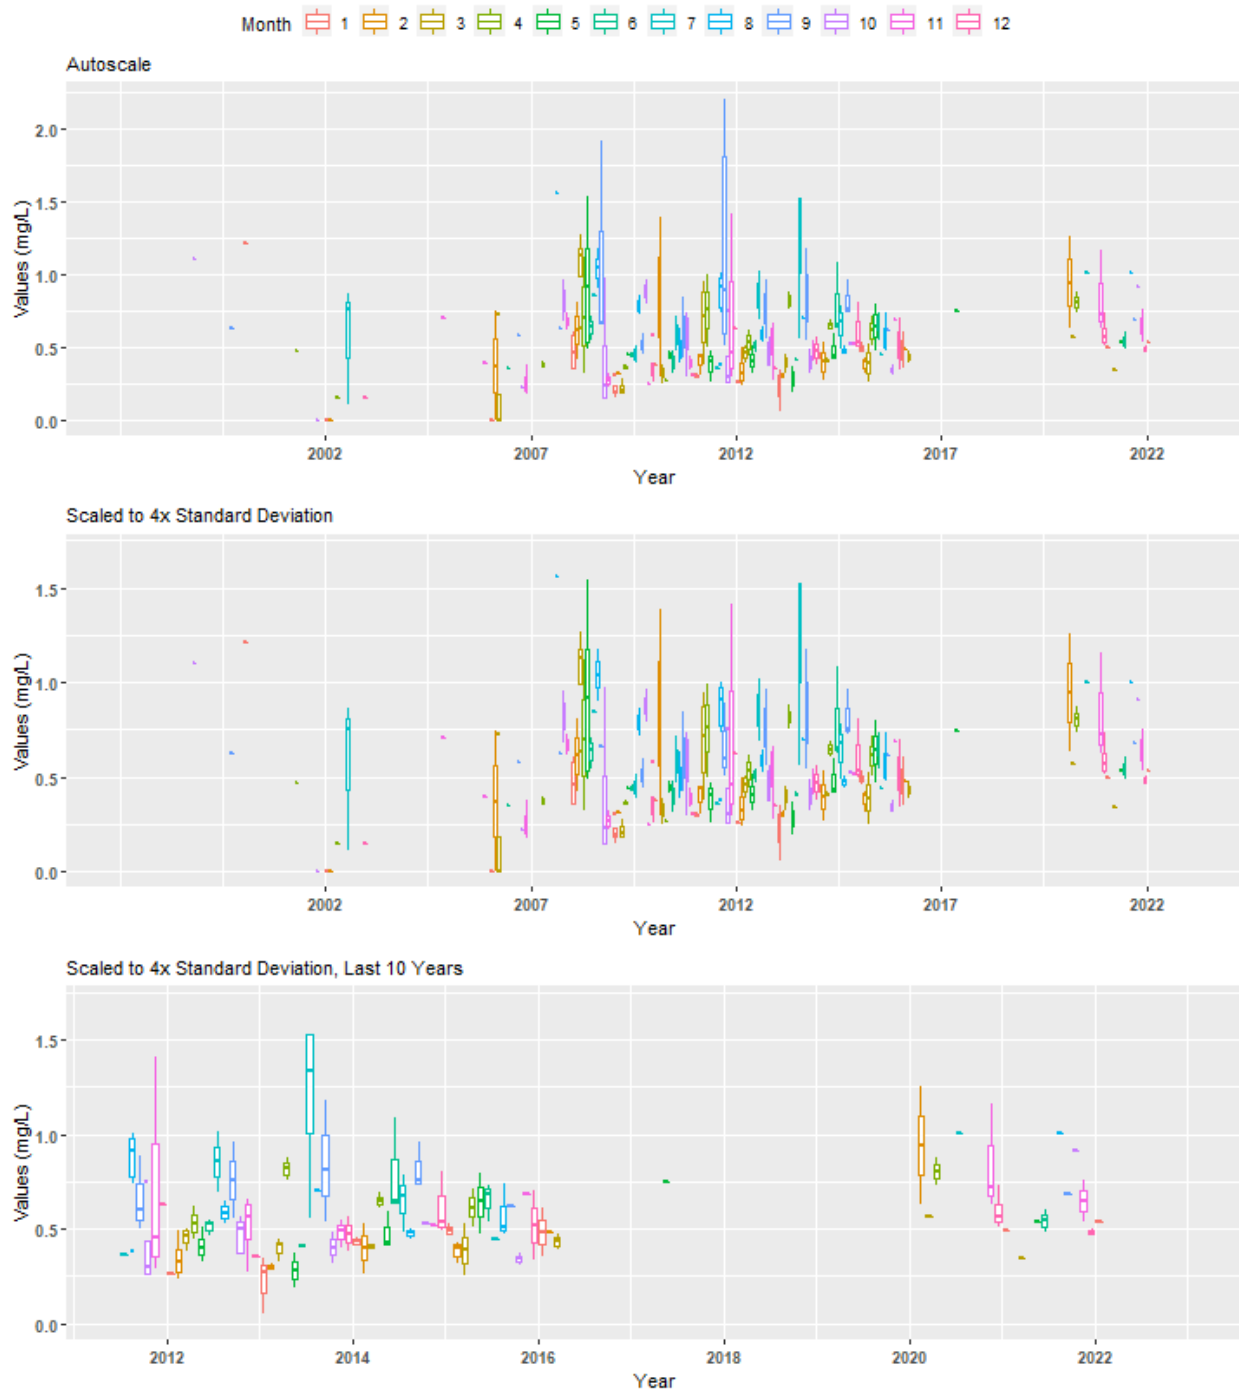 Month 1 2 3 4 5 6 7 8 9 10 11 12
Autoscale
Values (mg/L)
2.0
1.5
1.0
0.5
0.0
2002 2007 2012 2017 2022
Year
Scaled to 4x Standard Deviation
Values (mg/L)
1.5
1.0
0.5
0.0
2002 2007 2012 2017 2022
Year
Scaled to 4x Standard Deviation, Last 10 Years
Values (mg/L)
1.5
1.0
0.5
0.0
2012 2014 2016 2018 2020 2022
Year